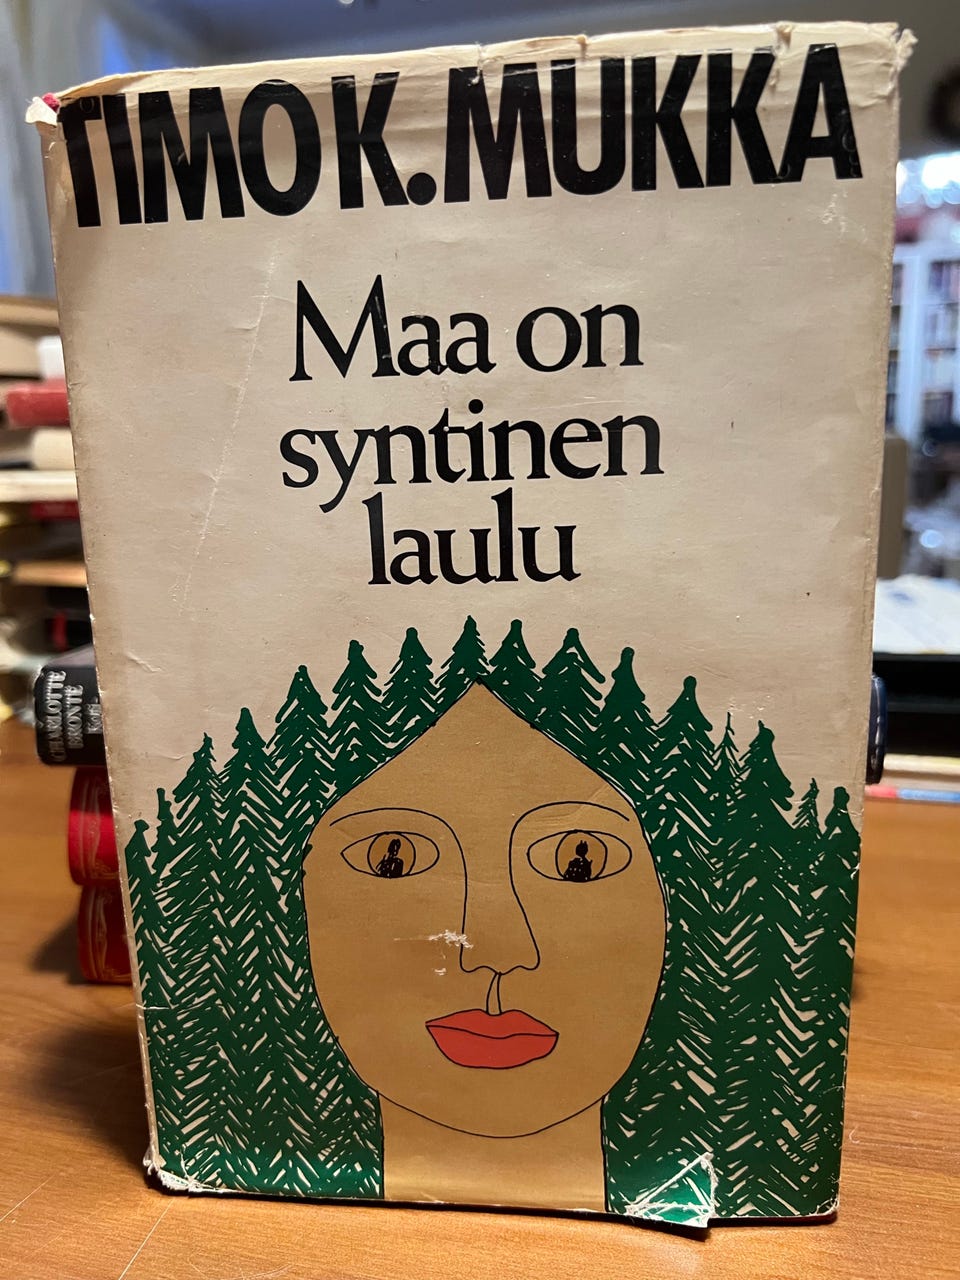 TIMO K. MUKKA
Maa on
syntinen
laulu
CHARLOTTE
BRONTË